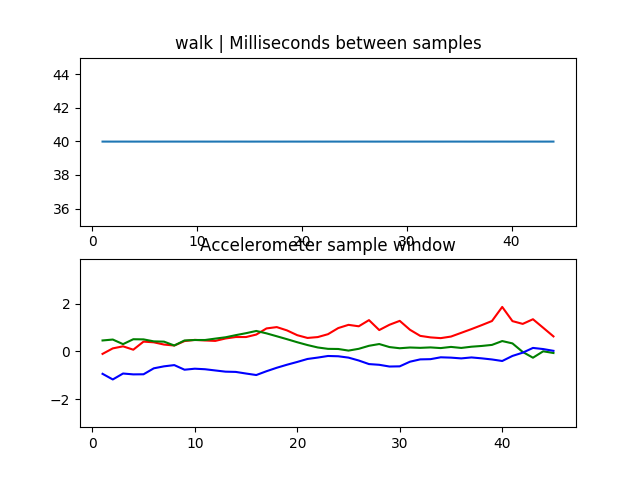 walk | Milliseconds between samples
44
42
40
38
36
0 10 20 30 40
Accelerometer sample window
2
0
−2
0 10 20 30 40